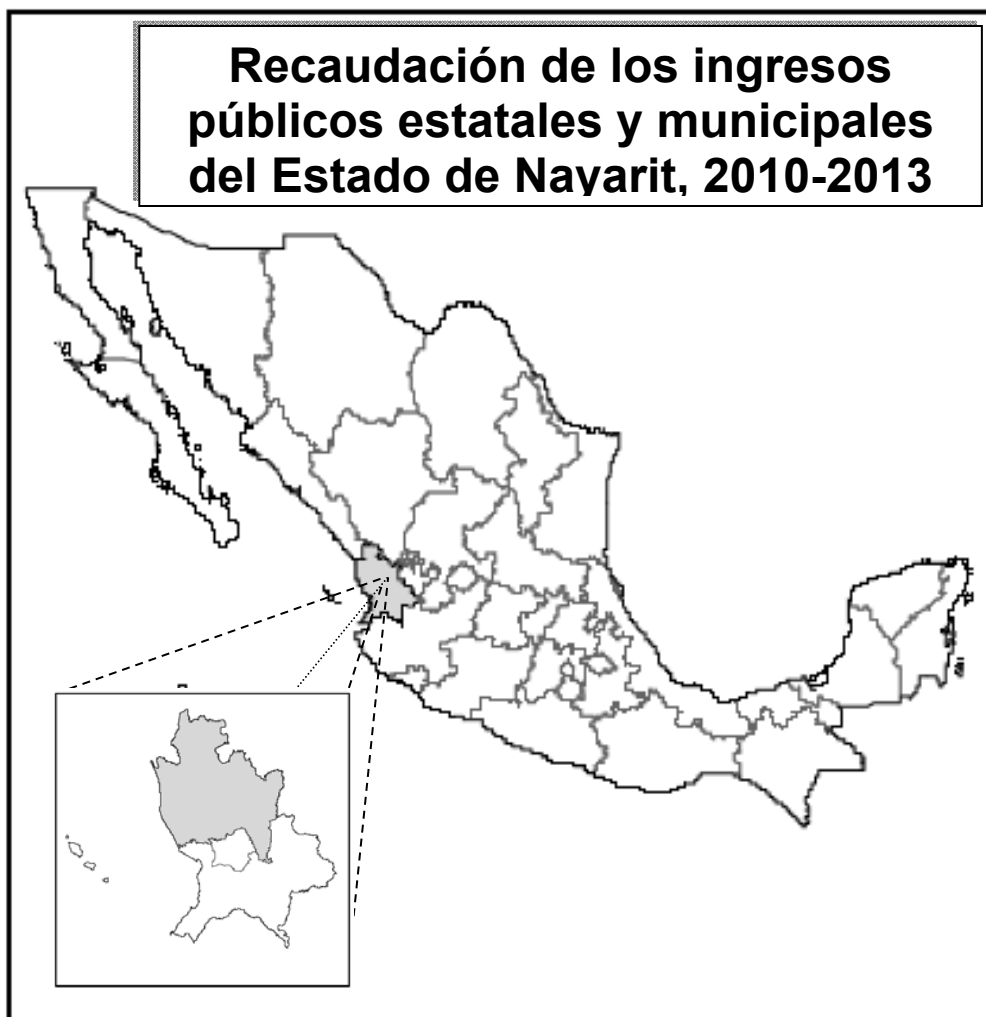 Recaudación de los ingresos
públicos estatales y municipales
del Estado de Nayarit, 2010-2013